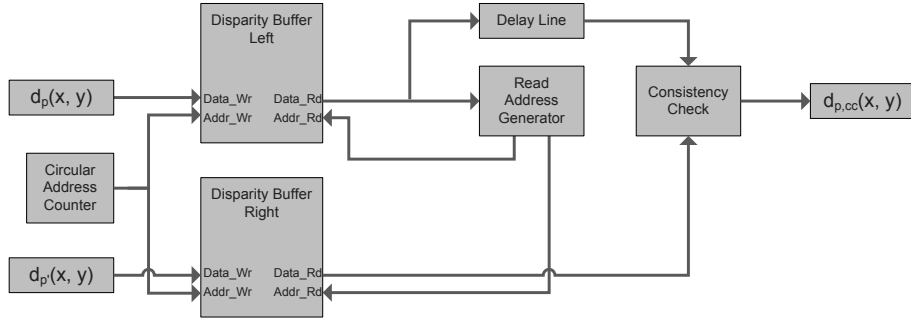 Disparity Buffer
Left
Data_Wr
Data_Rd
Addr_Wr
Addr_Rd
Delay Line
Read
Address
Generator
Consistency
Check
dp(x, y)
dp,cc(x, y)
Circular
Address
Counter
Disparity Buffer
Right
dp'(x, y)
Data_Wr
Data_Rd
Addr_Wr
Addr_Rd